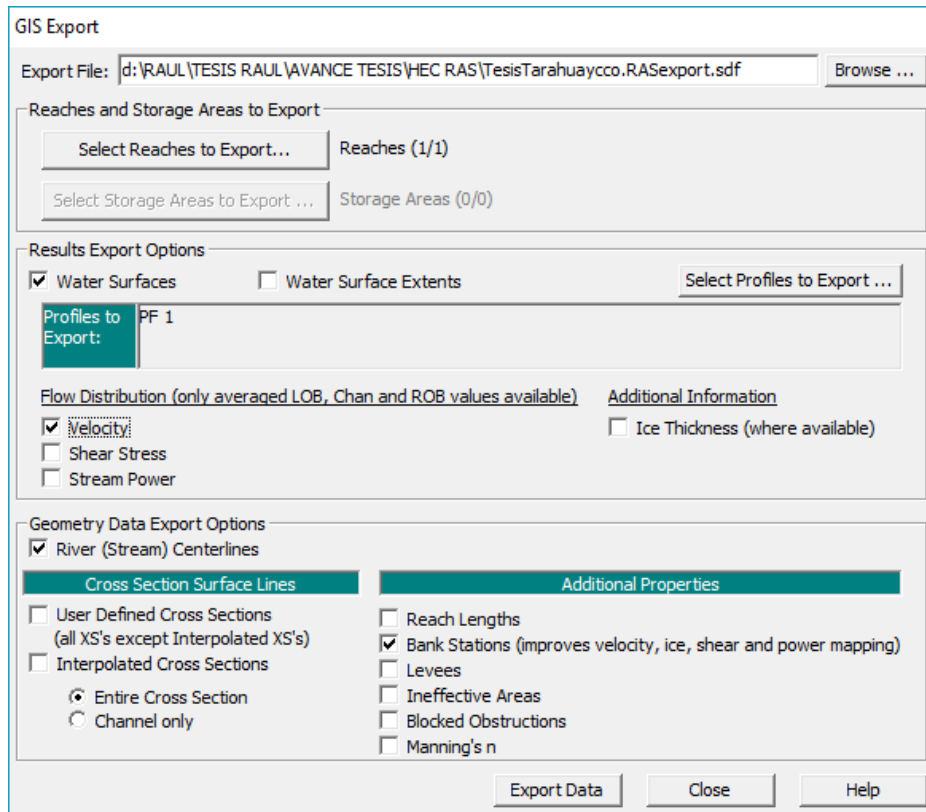 GIS Export
Export File: d:\RAUL\TESIS RAUL\AVANCE TESIS\HEC RAS\TesisTarahuaycco.RASexport.sdf Browse ...
Reaches and Storage Areas to Export
Select Reaches to Export... Reaches (1/1)
Select Storage Areas to Export ... Storage Areas (0/0)
Results Export Options
Water Surfaces Water Surface Extents Select Profiles to Export ...
Profiles to PF 1
Export:
Flow Distribution (only averaged LOB, Chan and ROB values available) Additional Information
Velocity Ice Thickness (where available)
Shear Stress
Stream Power
Geometry Data Export Options
River (Stream) Centerlines
Cross Section Surface Lines Additional Properties
User Defined Cross Sections Reach Lengths
(all XS's except Interpolated XS's) Bank Stations (improves velocity, ice, shear and power mapping)
Interpolated Cross Sections Levees
Entire Cross Section Ineffective Areas
Channel only Blocked Obstructions
Manning's n
Export Data Close Help